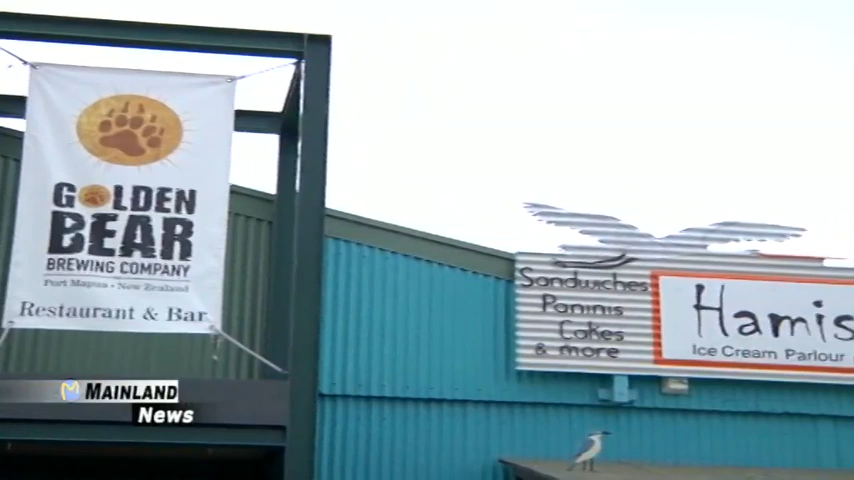 GOLDEN
BEAR
BREWING COMPANY
Port Mapua • New Zealand
Restaurant & Bar
Sandwiches
Paninis
Cakes
& more
Hamis
Ice Cream Parlour
MAINLAND
News